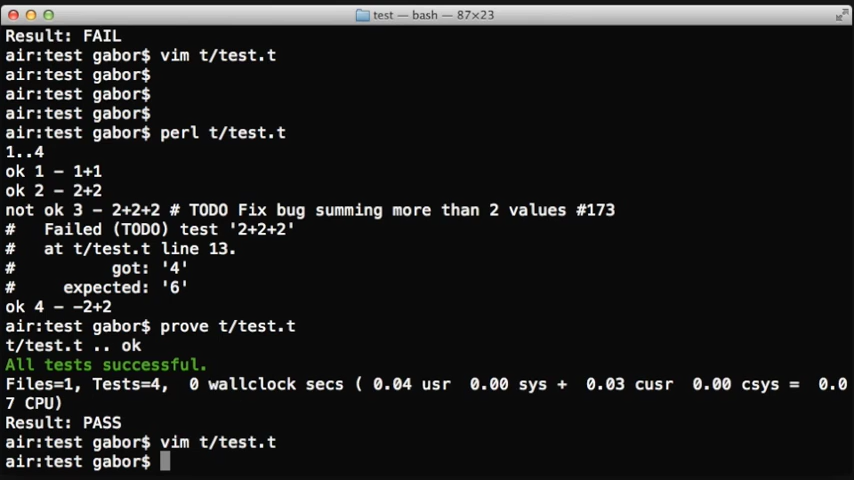 test — bash — 87×23
Result: FAIL
air:test gabor$ vim t/test.t
air:test gabor$
air:test gabor$
air:test gabor$
air:test gabor$ perl t/test.t
1..4
ok 1 - 1+1
ok 2 - 2+2
not ok 3 - 2+2+2 # TODO Fix bug summing more than 2 values #173
#   Failed (TODO) test '2+2+2'
#   at t/test.t line 13.
#          got: '4'
#     expected: '6'
ok 4 - -2+2
air:test gabor$ prove t/test.t
t/test.t .. ok
All tests successful.
Files=1, Tests=4,  0 wallclock secs ( 0.04 usr  0.00 sys +  0.03 cusr  0.00 csys =  0.0
7 CPU)
Result: PASS
air:test gabor$ vim t/test.t
air:test gabor$